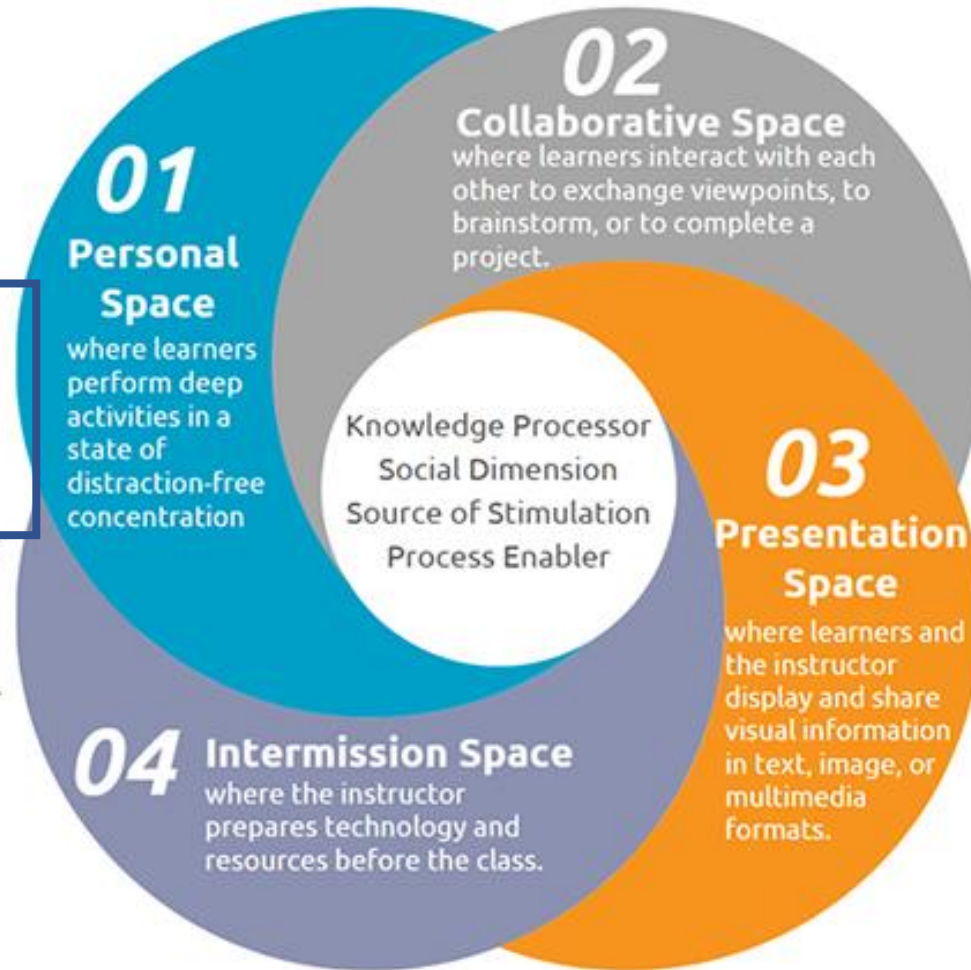 01
Personal
Space
where learners
perform deep
activities in a
state of
distraction-free
concentration
02
Collaborative Space
where learners interact with each
other to exchange viewpoints, to
brainstorm, or to complete a
project.
03
Presentation
Space
where learners and
the instructor
display and share
visual information
in text, image, or
multimedia
formats.
04
Intermission Space
where the instructor
prepares technology and
resources before the class.
Knowledge Processor
Social Dimension
Source of Stimulation
Process Enabler